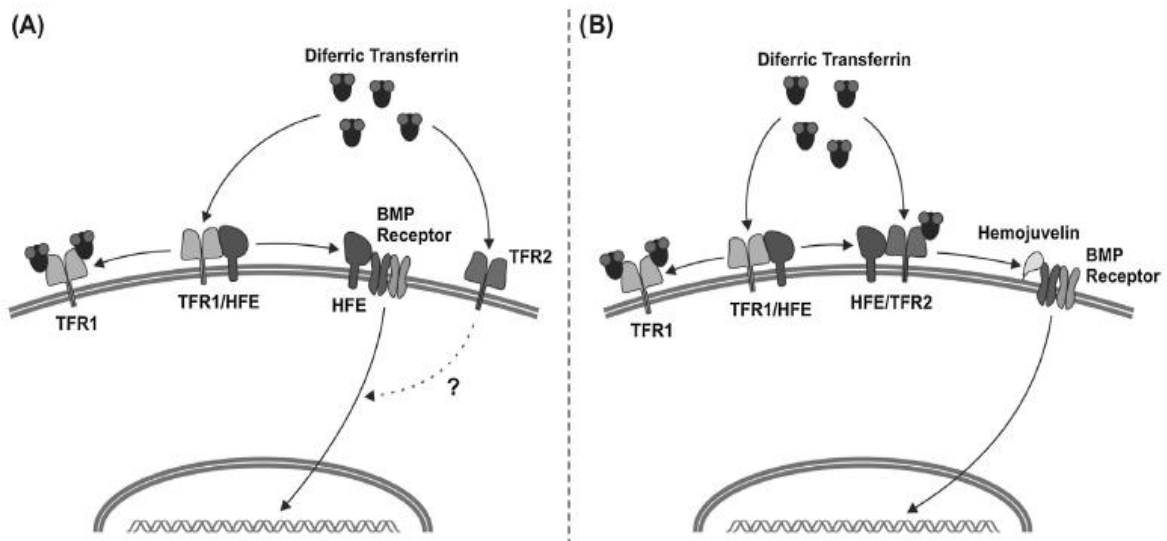 (A)
Diferric Transferrin
BMP
Receptor
TFR2
TFR1
TFR1/HFE
HFE
?
(B)
Diferric Transferrin
Hemojuvelin
BMP
Receptor
TFR1
TFR1/HFE
HFE/TFR2